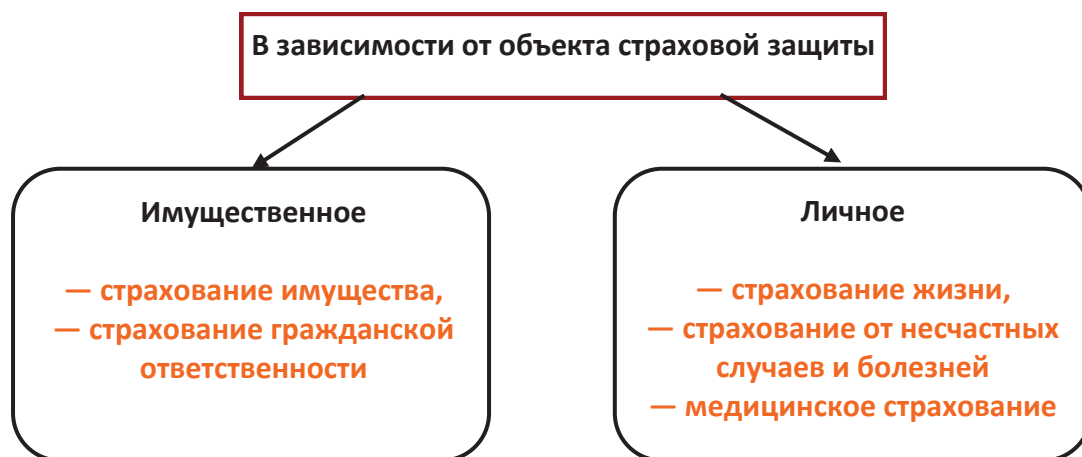 В зависимости от объекта страховой защиты
Имущественное
— страхование имущества,
— страхование гражданской
ответственности
Личное
— страхование жизни,
— страхование от несчастных
случаев и болезней
— медицинское страхование